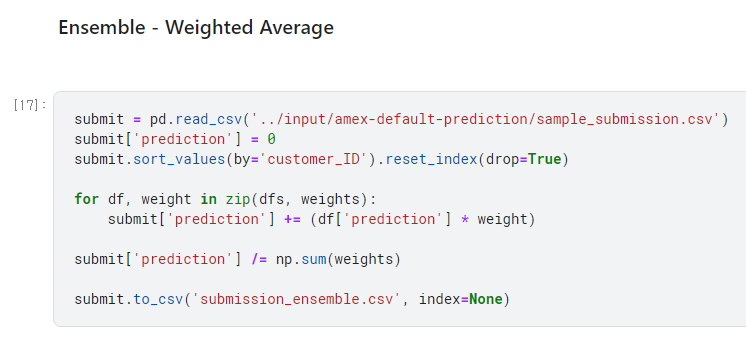 Ensemble - Weighted Average
[17]:
submit = pd.read_csv('../input/amex-default-prediction/sample_submission.csv')
submit['prediction'] = 0
submit.sort_values(by='customer_ID').reset_index(drop=True)
for df, weight in zip(dfs, weights):
    submit['prediction'] += (df['prediction'] * weight)
submit['prediction'] /= np.sum(weights)
submit.to_csv('submission_ensemble.csv', index=None)